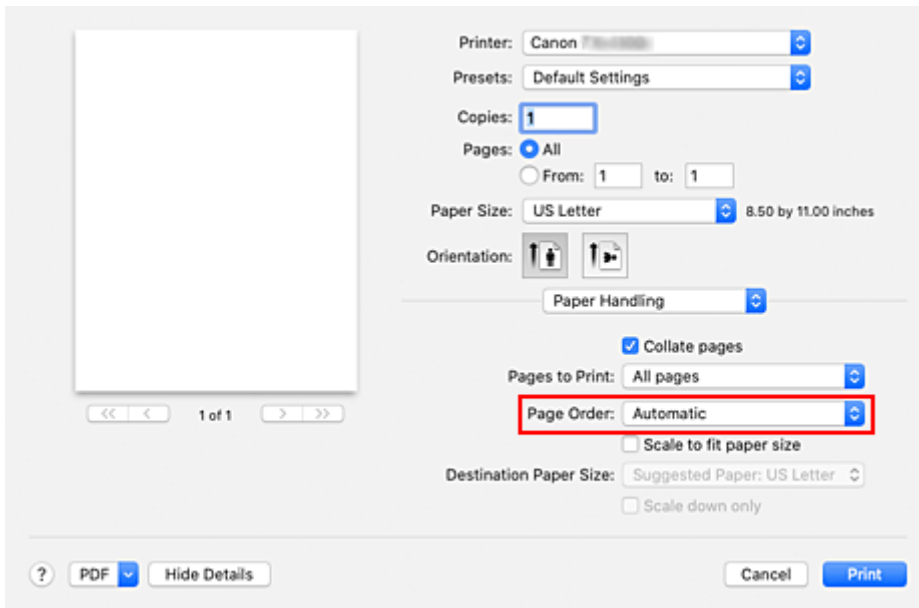 Printer: Canon
Presets: Default Settings
Copies: 1
Pages: All
From: 1 to: 1
Paper Size: US Letter 8.50 by 11.00 inches
Orientation:
Paper Handling
Collate pages
Pages to Print: All pages
1 of 1
Page Order: Automatic
Scale to fit paper size
Destination Paper Size: Suggested Paper: US Letter
Scale down only
? PDF Hide Details Cancel Print